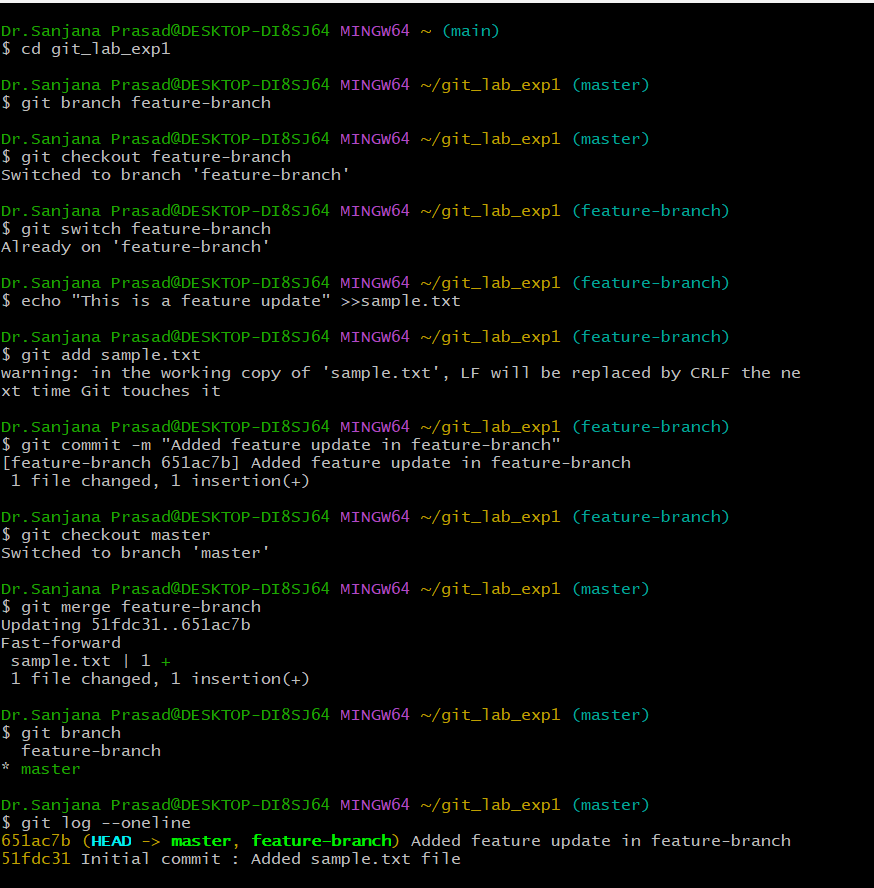 Dr.Sanjana Prasad@DESKTOP-DI8SJ64 MINGW64 ~ (main)
$ cd git_lab_exp1
Dr.Sanjana Prasad@DESKTOP-DI8SJ64 MINGW64 ~/git_lab_exp1 (master)
$ git branch feature-branch
Dr.Sanjana Prasad@DESKTOP-DI8SJ64 MINGW64 ~/git_lab_exp1 (master)
$ git checkout feature-branch
Switched to branch 'feature-branch'
Dr.Sanjana Prasad@DESKTOP-DI8SJ64 MINGW64 ~/git_lab_exp1 (feature-branch)
$ git switch feature-branch
Already on 'feature-branch'
Dr.Sanjana Prasad@DESKTOP-DI8SJ64 MINGW64 ~/git_lab_exp1 (feature-branch)
$ echo "This is a feature update" >>sample.txt
Dr.Sanjana Prasad@DESKTOP-DI8SJ64 MINGW64 ~/git_lab_exp1 (feature-branch)
$ git add sample.txt
warning: in the working copy of 'sample.txt', LF will be replaced by CRLF the ne
xt time Git touches it
Dr.Sanjana Prasad@DESKTOP-DI8SJ64 MINGW64 ~/git_lab_exp1 (feature-branch)
$ git commit -m "Added feature update in feature-branch"
[feature-branch 651ac7b] Added feature update in feature-branch
 1 file changed, 1 insertion(+)
Dr.Sanjana Prasad@DESKTOP-DI8SJ64 MINGW64 ~/git_lab_exp1 (feature-branch)
$ git checkout master
Switched to branch 'master'
Dr.Sanjana Prasad@DESKTOP-DI8SJ64 MINGW64 ~/git_lab_exp1 (master)
$ git merge feature-branch
Updating 51fdc31..651ac7b
Fast-forward
 sample.txt | 1 +
 1 file changed, 1 insertion(+)
Dr.Sanjana Prasad@DESKTOP-DI8SJ64 MINGW64 ~/git_lab_exp1 (master)
$ git branch
  feature-branch
* master
Dr.Sanjana Prasad@DESKTOP-DI8SJ64 MINGW64 ~/git_lab_exp1 (master)
$ git log --oneline
651ac7b (HEAD -> master, feature-branch) Added feature update in feature-branch
51fdc31 Initial commit : Added sample.txt file